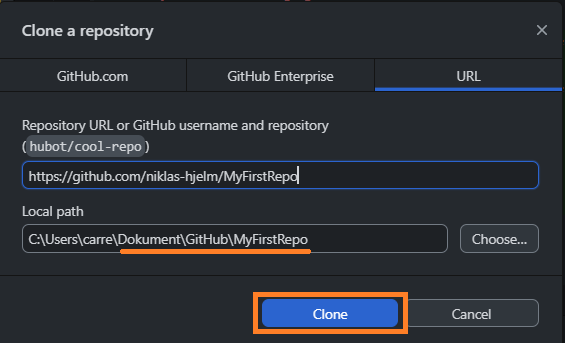 Clone a repository
GitHub.com
GitHub Enterprise
URL
Repository URL or GitHub username and repository
(hubot/cool-repo)
https://github.com/niklas-hjelm/MyFirstRepo
Local path
C:\Users\carre\Dokument\GitHub\MyFirstRepo
Choose...
Clone
Cancel